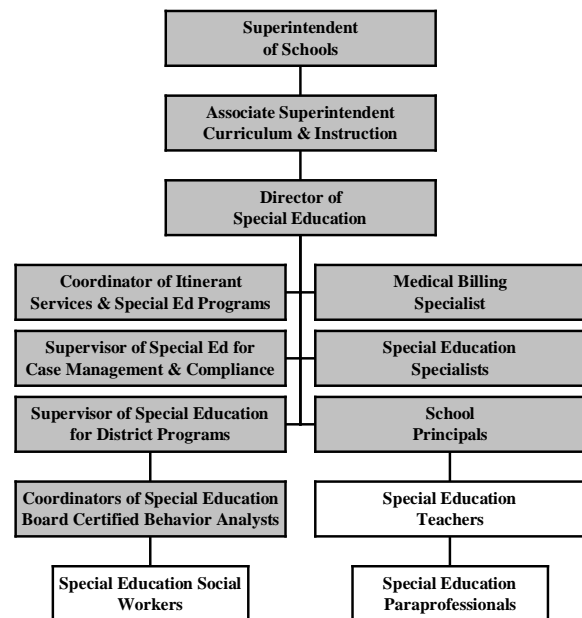 Superintendent
of Schools
Associate Superintendent
Curriculum & Instruction
Director of
Special Education
Coordinator of Itinerant
Services & Special Ed Programs
Medical Billing
Specialist
Supervisor of Special Ed for
Case Management & Compliance
Special Education
Specialists
Supervisor of Special Education
for District Programs
School
Principals
Coordinators of Special Education
Board Certified Behavior Analysts
Special Education
Teachers
Special Education Social
Workers
Special Education
Paraprofessionals